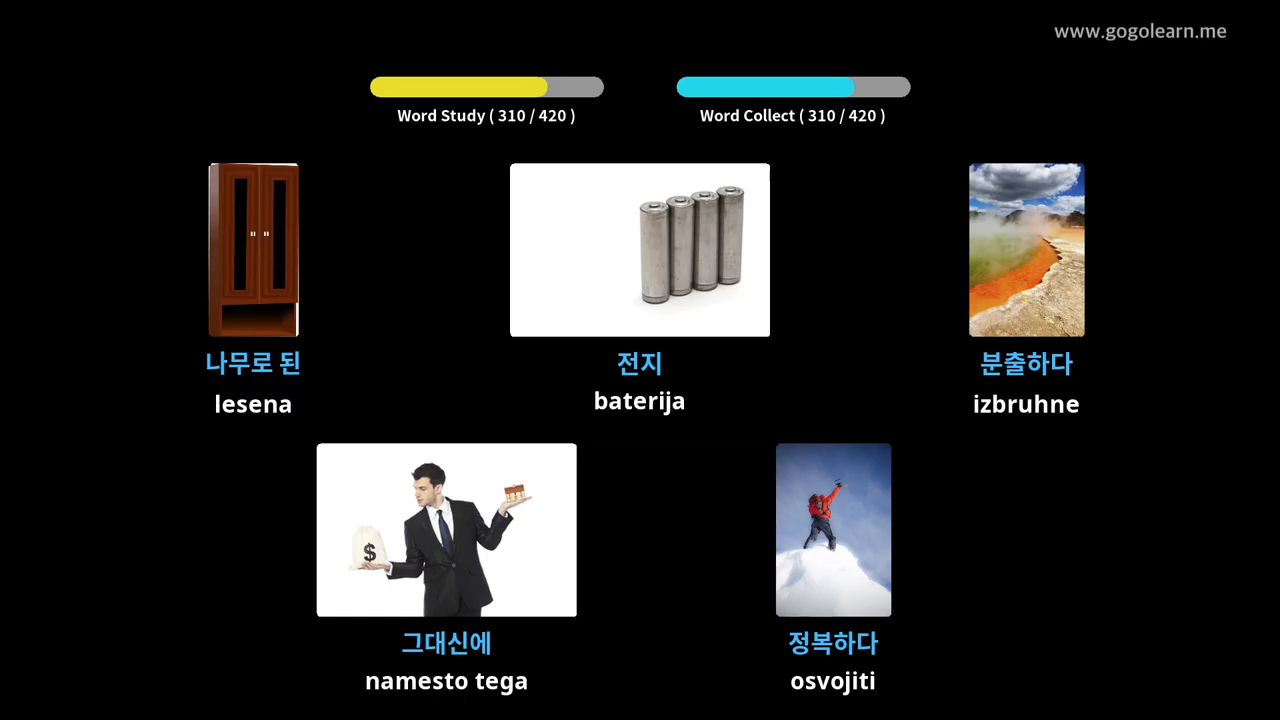 www.gogolearn.me
Word Study ( 310 / 420 )
Word Collect ( 310 / 420 )
나무로 된
lesena
전지
baterija
분출하다
izbruhne
$
그대신에
namesto tega
정복하다
osvojiti